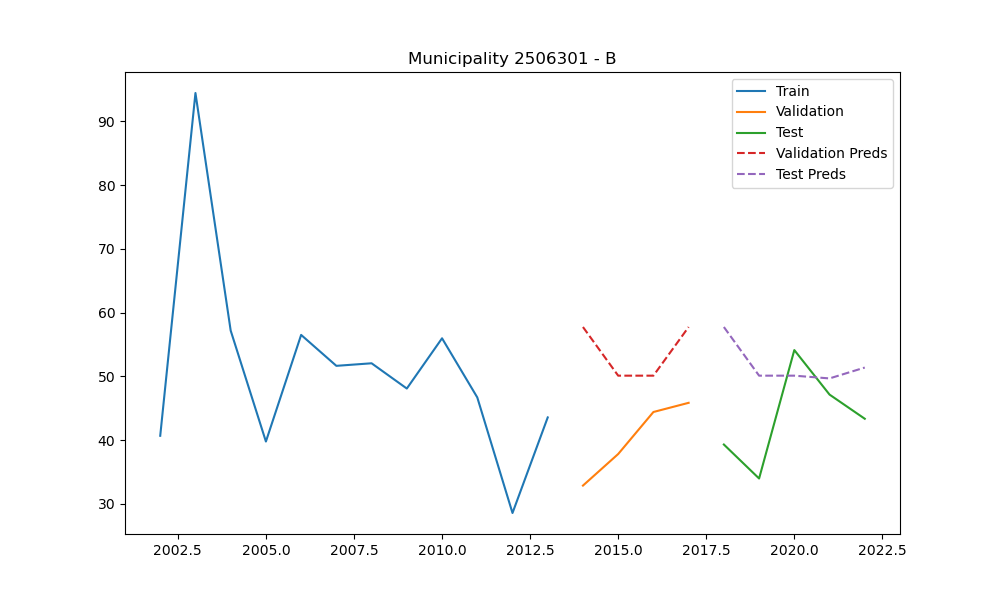 Municipality 2506301 - B
Train
Validation
Test
Validation Preds
Test Preds
90
80
70
60
50
40
30
2002.5 2005.0 2007.5 2010.0 2012.5 2015.0 2017.5 2020.0 2022.5